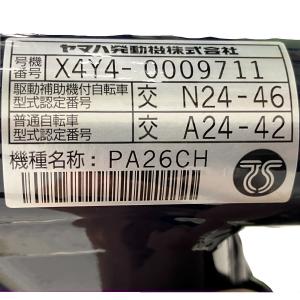 ヤマハ発動機株式会社
号機番号 X4Y4-0009711
駆動補助機付自転車
型式認定番号 交 N24-46
普通自転車
型式認定番号 交 A24-42
機種名称: PA26CH